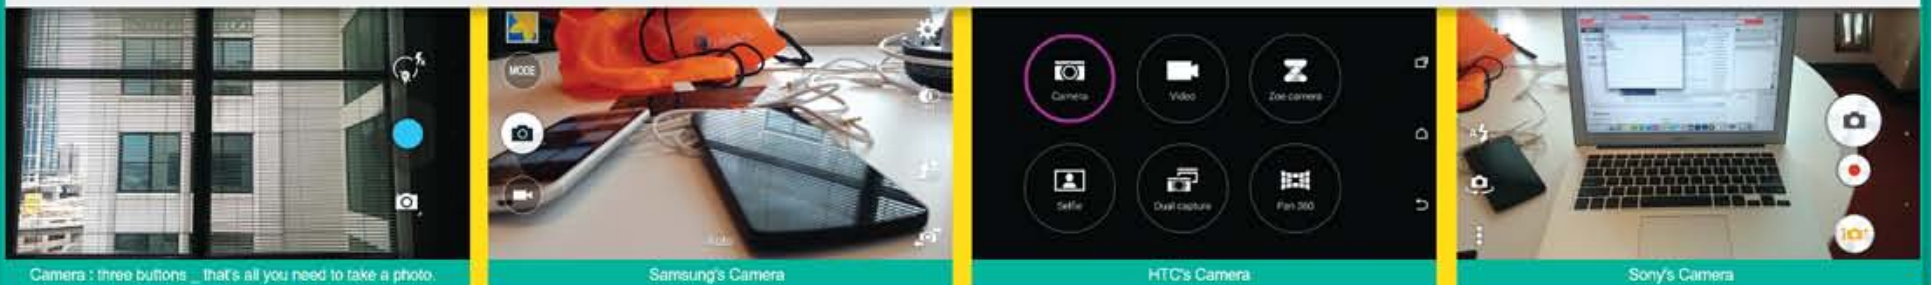 Camera : three buttons _ that's all you need to take a photo.
MODE
Auto
Samsung's Camera
Camera
Video
Zoe camera
Selfie
Dual capture
Pan 360
HTC's Camera
Sony's Camera